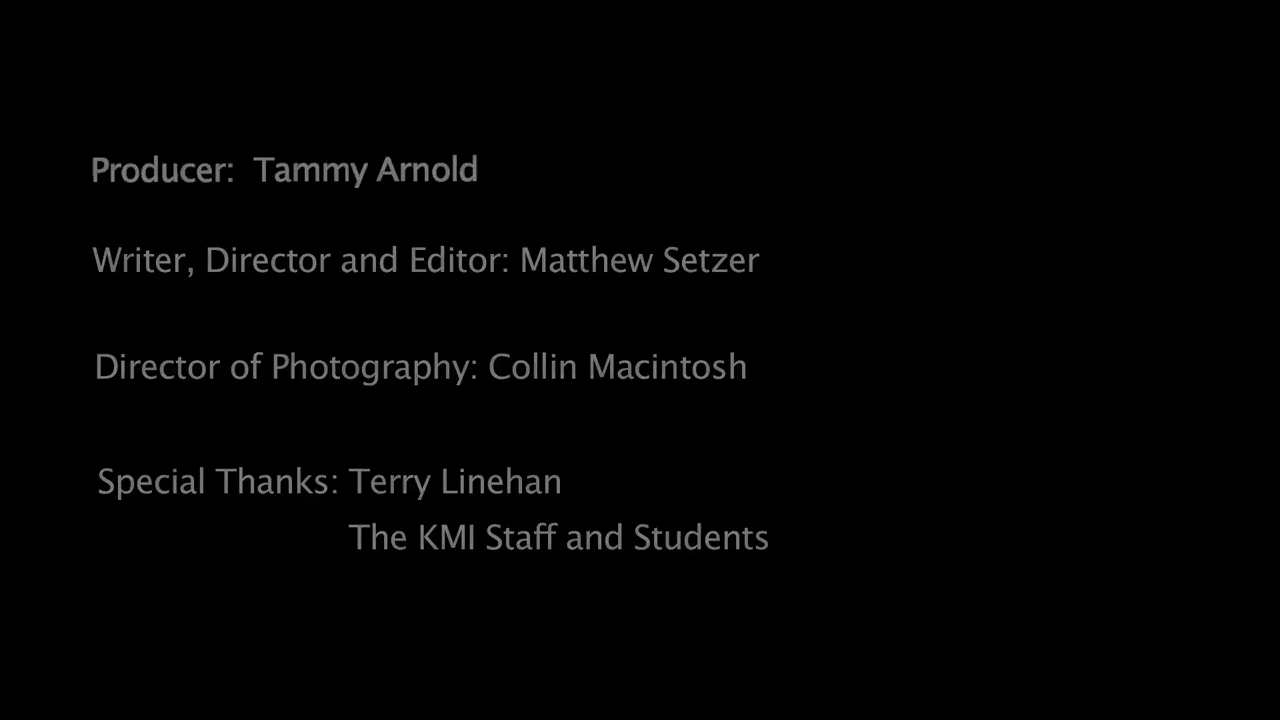 Producer: Tammy Arnold
Writer, Director and Editor: Matthew Setzer
Director of Photography: Collin Macintosh
Special Thanks: Terry Linehan
The KMI Staff and Students